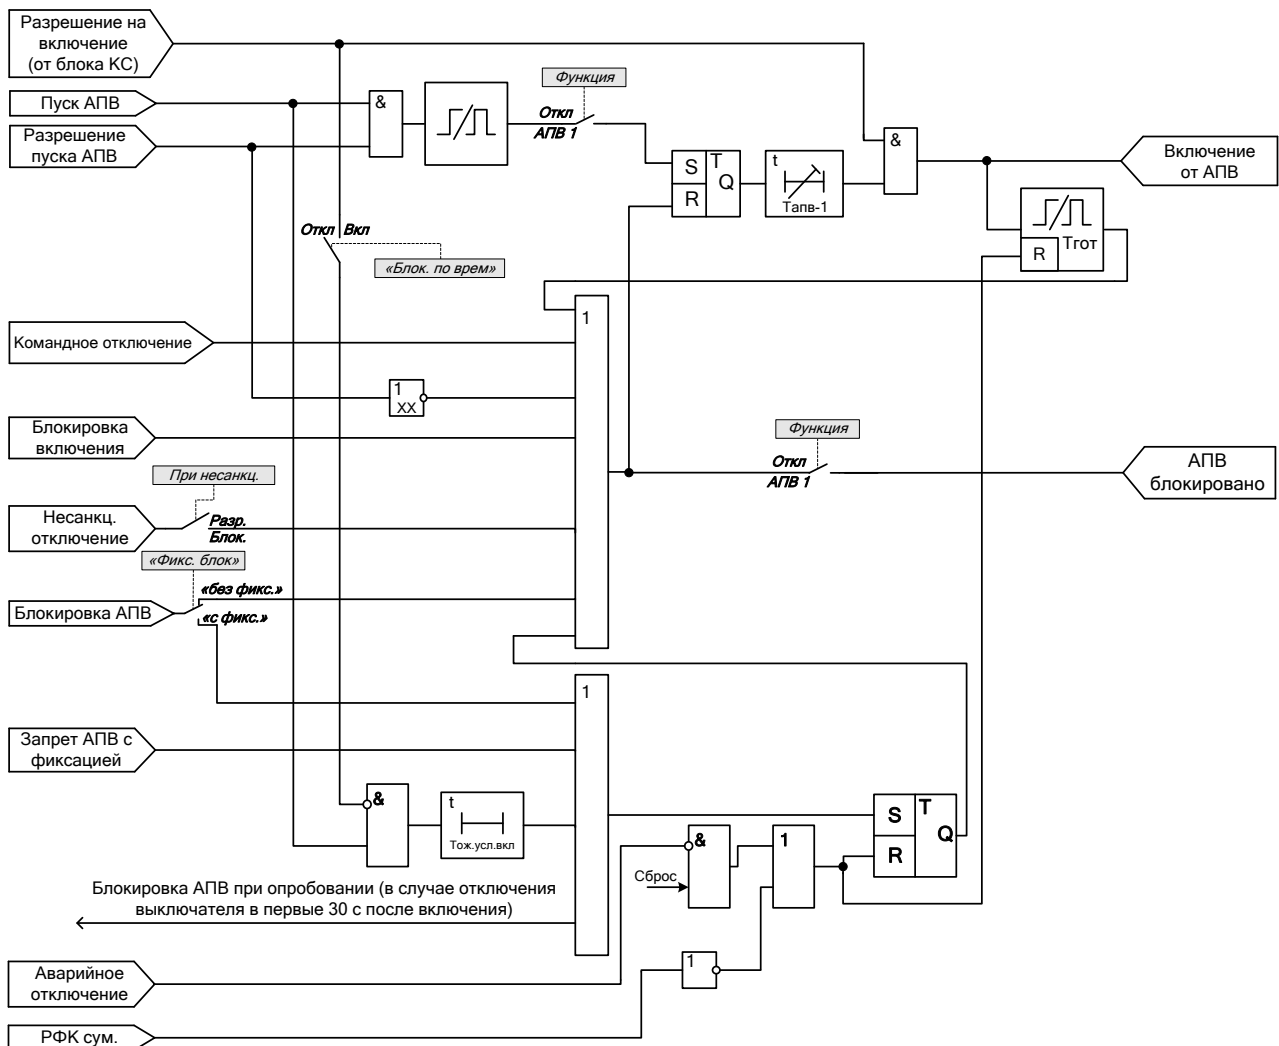 Разрешение на
включение
(от блока КС)
Пуск АПВ
Разрешение
пуска АПВ
&
Функция
Откл
АПВ 1
S
T
Q
R
t
Тапв-1
&
Включение
от АПВ
Тгот
R
Откл
Вкл
«Блок. по врем»
1
Командное отключение
1
XX
Блокировка
включения
Функция
Откл
АПВ 1
АПВ
блокировано
При несанкц.
Несанкц.
отключение
Разр.
Блок.
«Фикс. блок»
Блокировка АПВ
«без фикс.»
«с фикс.»
1
Запрет АПВ с
фиксацией
&
t
Тож.усл.вкл
S
T
Q
R
&
1
Сброс
Блокировка АПВ при опробовании (в случае отключения
выключателя в первые 30 с после включения)
Аварийное
отключение
1
РФК сум.